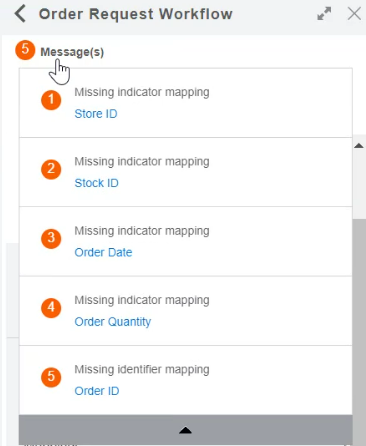 Order Request Workflow
5 Message(s)
1 Missing indicator mapping
Store ID
2 Missing indicator mapping
Stock ID
3 Missing indicator mapping
Order Date
4 Missing indicator mapping
Order Quantity
5 Missing identifier mapping
Order ID